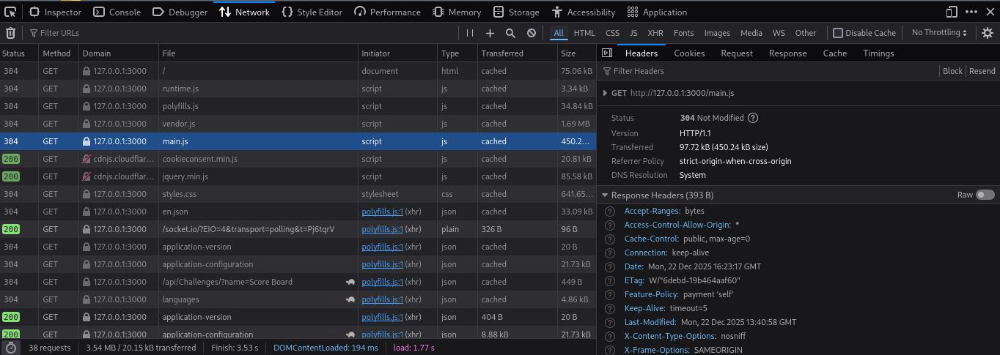 Inspector Console Debugger Network Style Editor Performance Memory Storage Accessibility Application
Filter URLs All HTML CSS JS XHR Fonts Images Media WS Other Disable Cache No Throttling
Status Method Domain File Initiator Type Transferred Size
304 GET 127.0.0.1:3000 / document html cached 75.06 kB
304 GET 127.0.0.1:3000 runtime.js script js cached 3.34 kB
304 GET 127.0.0.1:3000 polyfills.js script js cached 34.84 kB
304 GET 127.0.0.1:3000 vendor.js script js cached 1.69 MB
304 GET 127.0.0.1:3000 main.js script js cached 450.2…
200 GET cdnjs.cloudflar… cookieconsent.min.js script js cached 20.81 kB
200 GET cdnjs.cloudflar… jquery.min.js script js cached 85.58 kB
304 GET 127.0.0.1:3000 styles.css stylesheet css cached 641.65…
304 GET 127.0.0.1:3000 en.json polyfills.js:1 (xhr) json cached 33.09 kB
200 GET 127.0.0.1:3000 /socket.io/?EIO=4&transport=polling&t=Pj6tqrV polyfills.js:1 (xhr) plain 326 B 96 B
304 GET 127.0.0.1:3000 application-version polyfills.js:1 (xhr) json cached 20 B
304 GET 127.0.0.1:3000 application-configuration polyfills.js:1 (xhr) json cached 21.73 kB
304 GET 127.0.0.1:3000 /api/Challenges/?name=Score Board polyfills.js:1 (xhr) json cached 449 B
304 GET 127.0.0.1:3000 languages polyfills.js:1 (xhr) json cached 4.86 kB
200 GET 127.0.0.1:3000 application-version polyfills.js:1 (xhr) json 404 B 20 B
200 GET 127.0.0.1:3000 application-configuration polyfills.js:1 (xhr) json 8.88 kB 21.73 kB
38 requests 3.54 MB / 20.15 kB transferred Finish: 3.53 s DOMContentLoaded: 194 ms load: 1.77 s
Headers Cookies Request Response Cache Timings
Filter Headers Block Resend
GET http://127.0.0.1:3000/main.js
Status 304 Not Modified
Version HTTP/1.1
Transferred 97.72 kB (450.24 kB size)
Referrer Policy strict-origin-when-cross-origin
DNS Resolution System
Response Headers (393 B) Raw
Accept-Ranges: bytes
Access-Control-Allow-Origin: *
Cache-Control: public, max-age=0
Connection: keep-alive
Date: Mon, 22 Dec 2025 16:23:17 GMT
ETag: W/"6debd-19b464aaf60"
Feature-Policy: payment 'self'
Keep-Alive: timeout=5
Last-Modified: Mon, 22 Dec 2025 13:40:58 GMT
X-Content-Type-Options: nosniff
X-Frame-Options: SAMEORIGIN